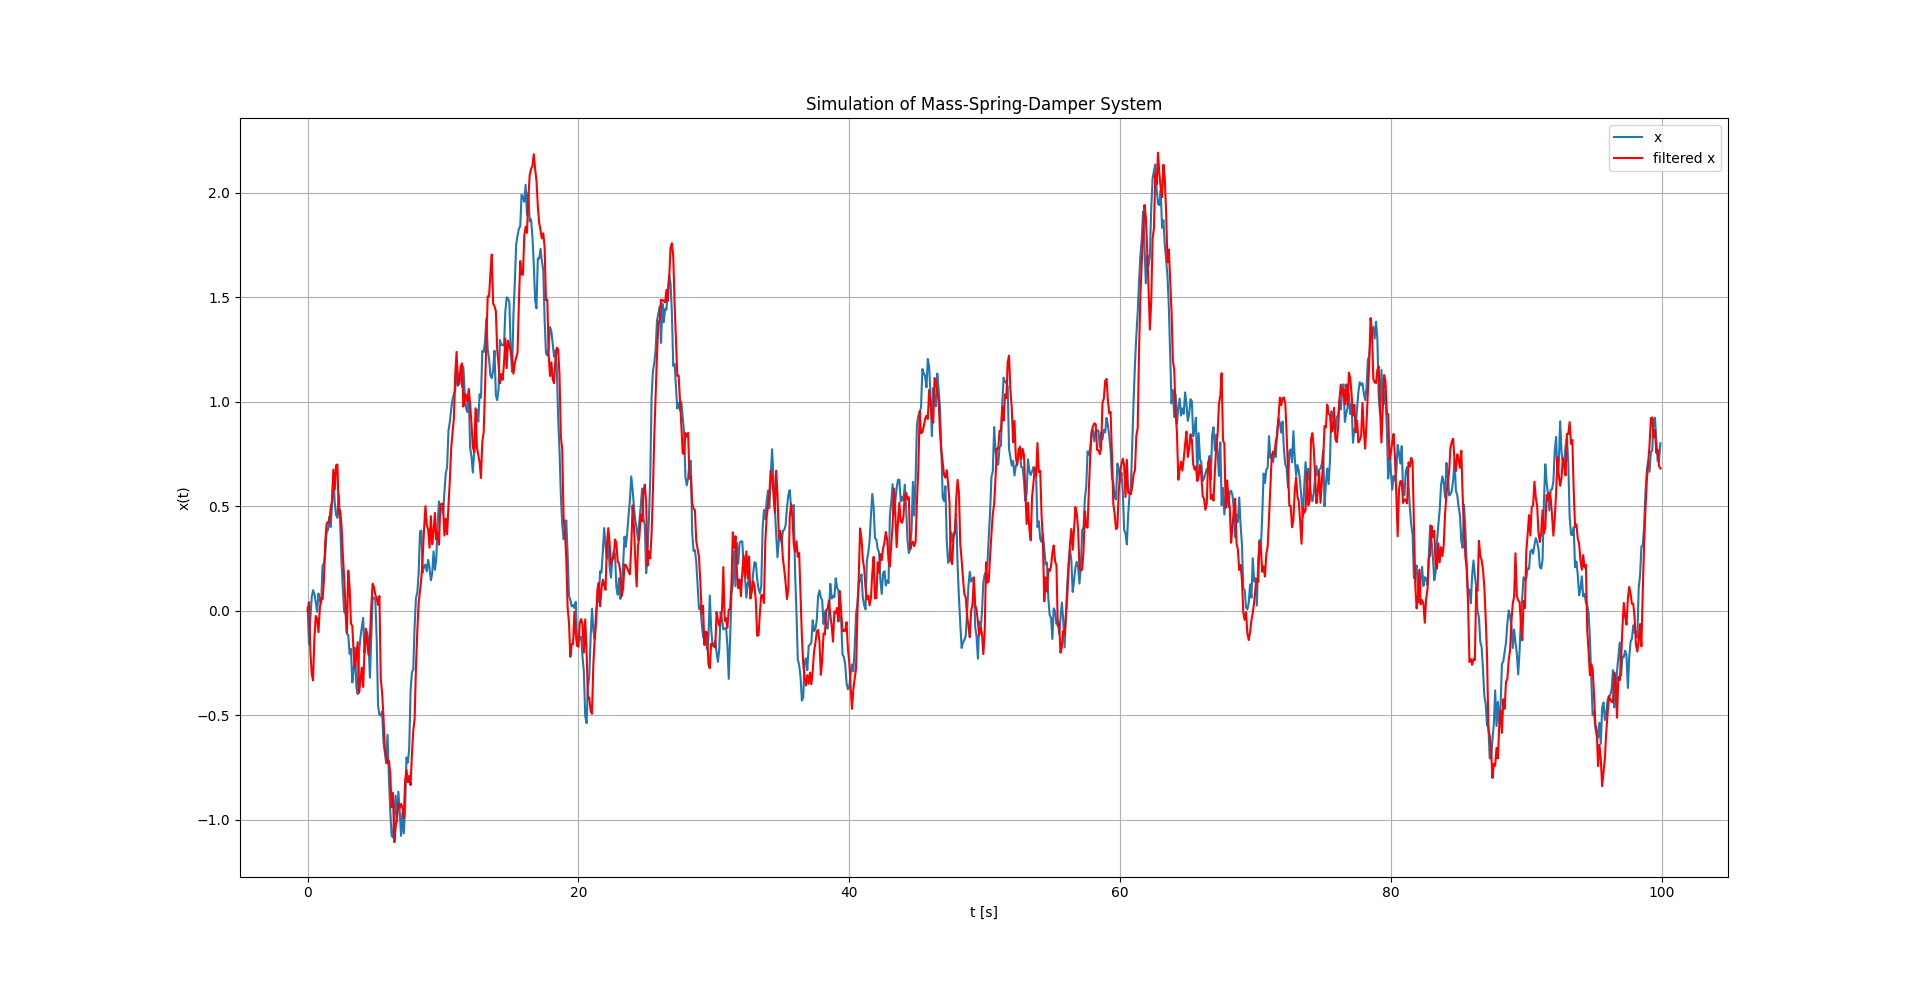 Simulation of Mass-Spring-Damper System
x
filtered x
2.0
1.5
1.0
0.5
0.0
−0.5
−1.0
x(t)
0 20 40 60 80 100
t [s]